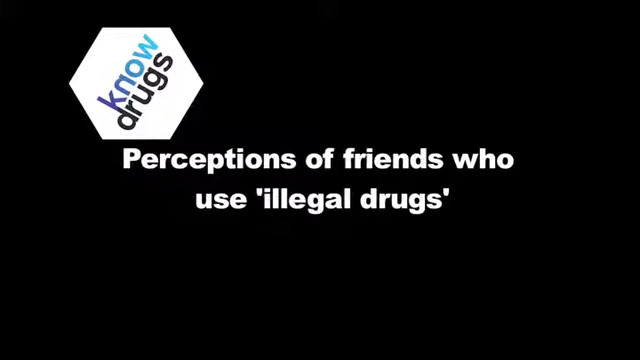 know
drugs
Perceptions of friends who
use 'illegal drugs'